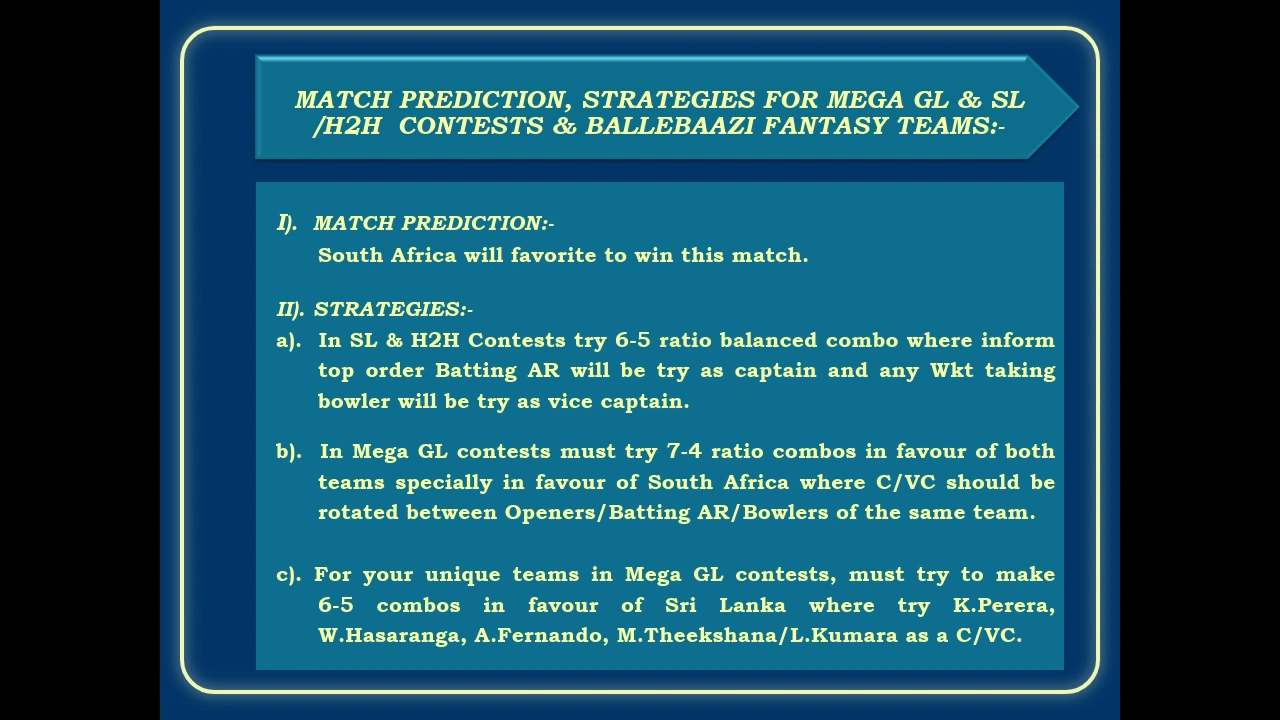 MATCH PREDICTION, STRATEGIES FOR MEGA GL & SL
/H2H CONTESTS & BALLEBAAZI FANTASY TEAMS:-
I). MATCH PREDICTION:-
South Africa will favorite to win this match.
II). STRATEGIES:-
a). In SL & H2H Contests try 6-5 ratio balanced combo where inform
top order Batting AR will be try as captain and any Wkt taking
bowler will be try as vice captain.
b). In Mega GL contests must try 7-4 ratio combos in favour of both
teams specially in favour of South Africa where C/VC should be
rotated between Openers/Batting AR/Bowlers of the same team.
c). For your unique teams in Mega GL contests, must try to make
6-5 combos in favour of Sri Lanka where try K.Perera,
W.Hasaranga, A.Fernando, M.Theekshana/L.Kumara as a C/VC.